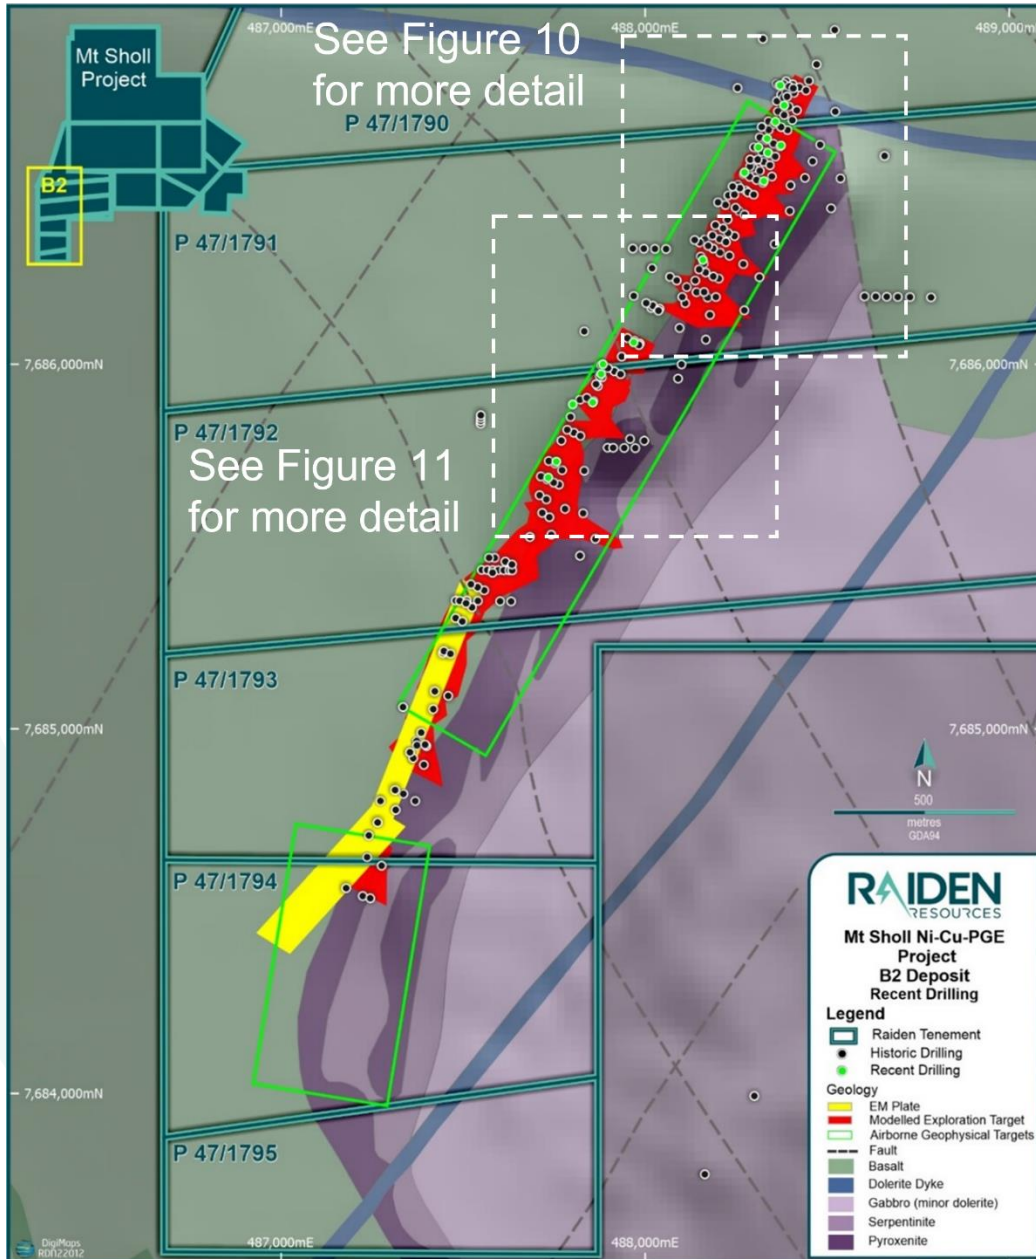 487,000mE
488,000mE
489,000mE
Mt Sholl
Project
B2
See Figure 10
for more detail
P 47/1790
P 47/1791
7,686,000mN
7,686,000mN
P 47/1792
See Figure 11
for more detail
P 47/1793
7,685,000mN
7,685,000mN
N
500
metres
GDA94
P 47/1794
7,684,000mN
P 47/1795
RAIDEN
RESOURCES
Mt Sholl Ni-Cu-PGE
Project
B2 Deposit
Recent Drilling
Legend
Raiden Tenement
Historic Drilling
Recent Drilling
Geology
EM Plate
Modelled Exploration Target
Airborne Geophysical Targets
Fault
Basalt
Dolerite Dyke
Gabbro (minor dolerite)
Serpentinite
Pyroxenite
DigiMaps
RDN22012
487,000mE
488,000mE